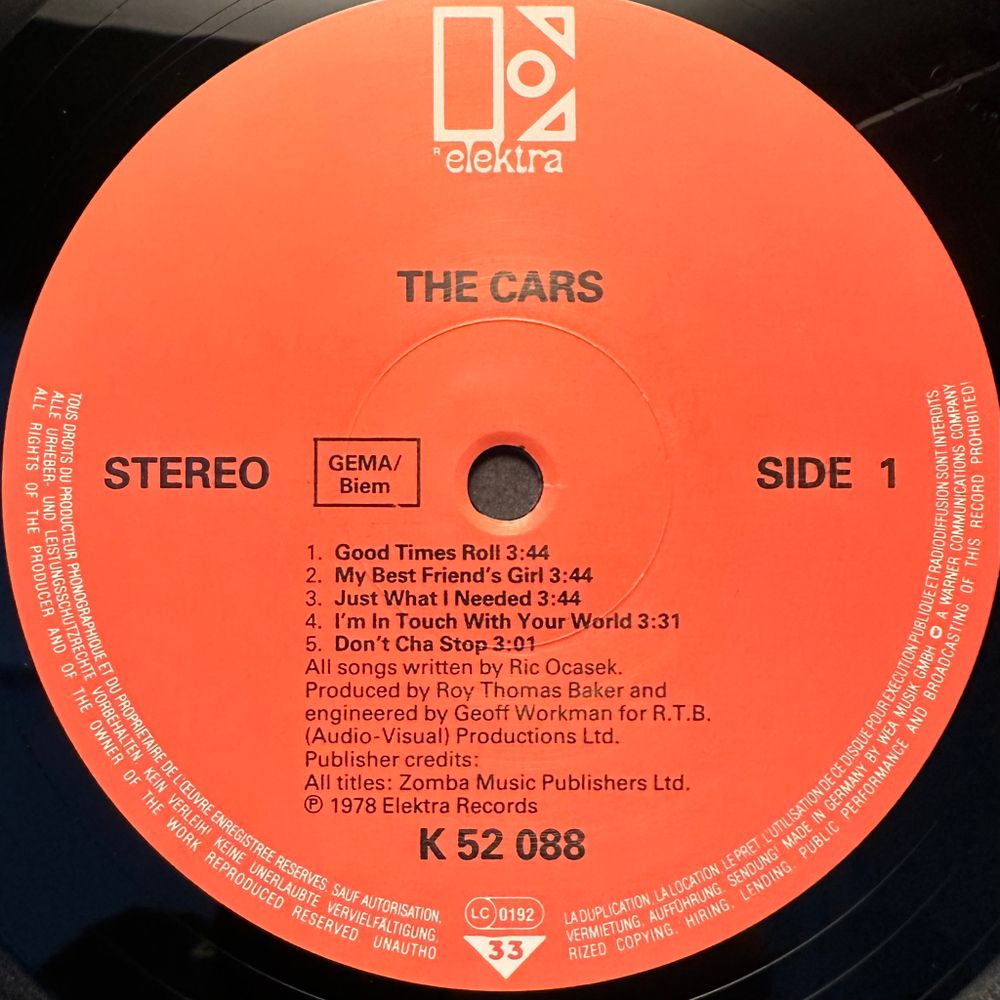 R elektra
THE CARS
STEREO
GEMA/
Biem
SIDE 1
1. Good Times Roll 3:44
2. My Best Friend's Girl 3:44
3. Just What I Needed 3:44
4. I'm In Touch With Your World 3:31
5. Don't Cha Stop 3:01
All songs written by Ric Ocasek.
Produced by Roy Thomas Baker and
engineered by Geoff Workman for R.T.B.
(Audio-Visual) Productions Ltd.
Publisher credits:
All titles: Zomba Music Publishers Ltd.
℗ 1978 Elektra Records
K 52 088
LC 0192
33
TOUS DROITS DU PRODUCTEUR PHONOGRAPHIQUE ET DU PROPRIETAIRE DE L'ŒUVRE ENREGISTREE RESERVES. SAUF AUTORISATION,
LA DUPLICATION, LA LOCATION, LE PRET, L'UTILISATION DE CE DISQUE POUR EXECUTION PUBLIQUE ET RADIODIFFUSION SONT INTERDITS.
ALLE URHEBER- UND LEISTUNGSSCHUTZRECHTE VORBEHALTEN. KEIN VERLEIH! KEINE UNERLAUBTE VERVIELFÄLTIGUNG,
VERMIETUNG, AUFFÜHRUNG, SENDUNG! MADE IN GERMANY BY WEA MUSIK GMBH A WARNER COMMUNICATIONS COMPANY
ALL RIGHTS OF THE PRODUCER AND OF THE OWNER OF THE WORK REPRODUCED RESERVED. UNAUTHO
RIZED COPYING, HIRING, LENDING, PUBLIC PERFORMANCE AND BROADCASTING OF THIS RECORD PROHIBITED!